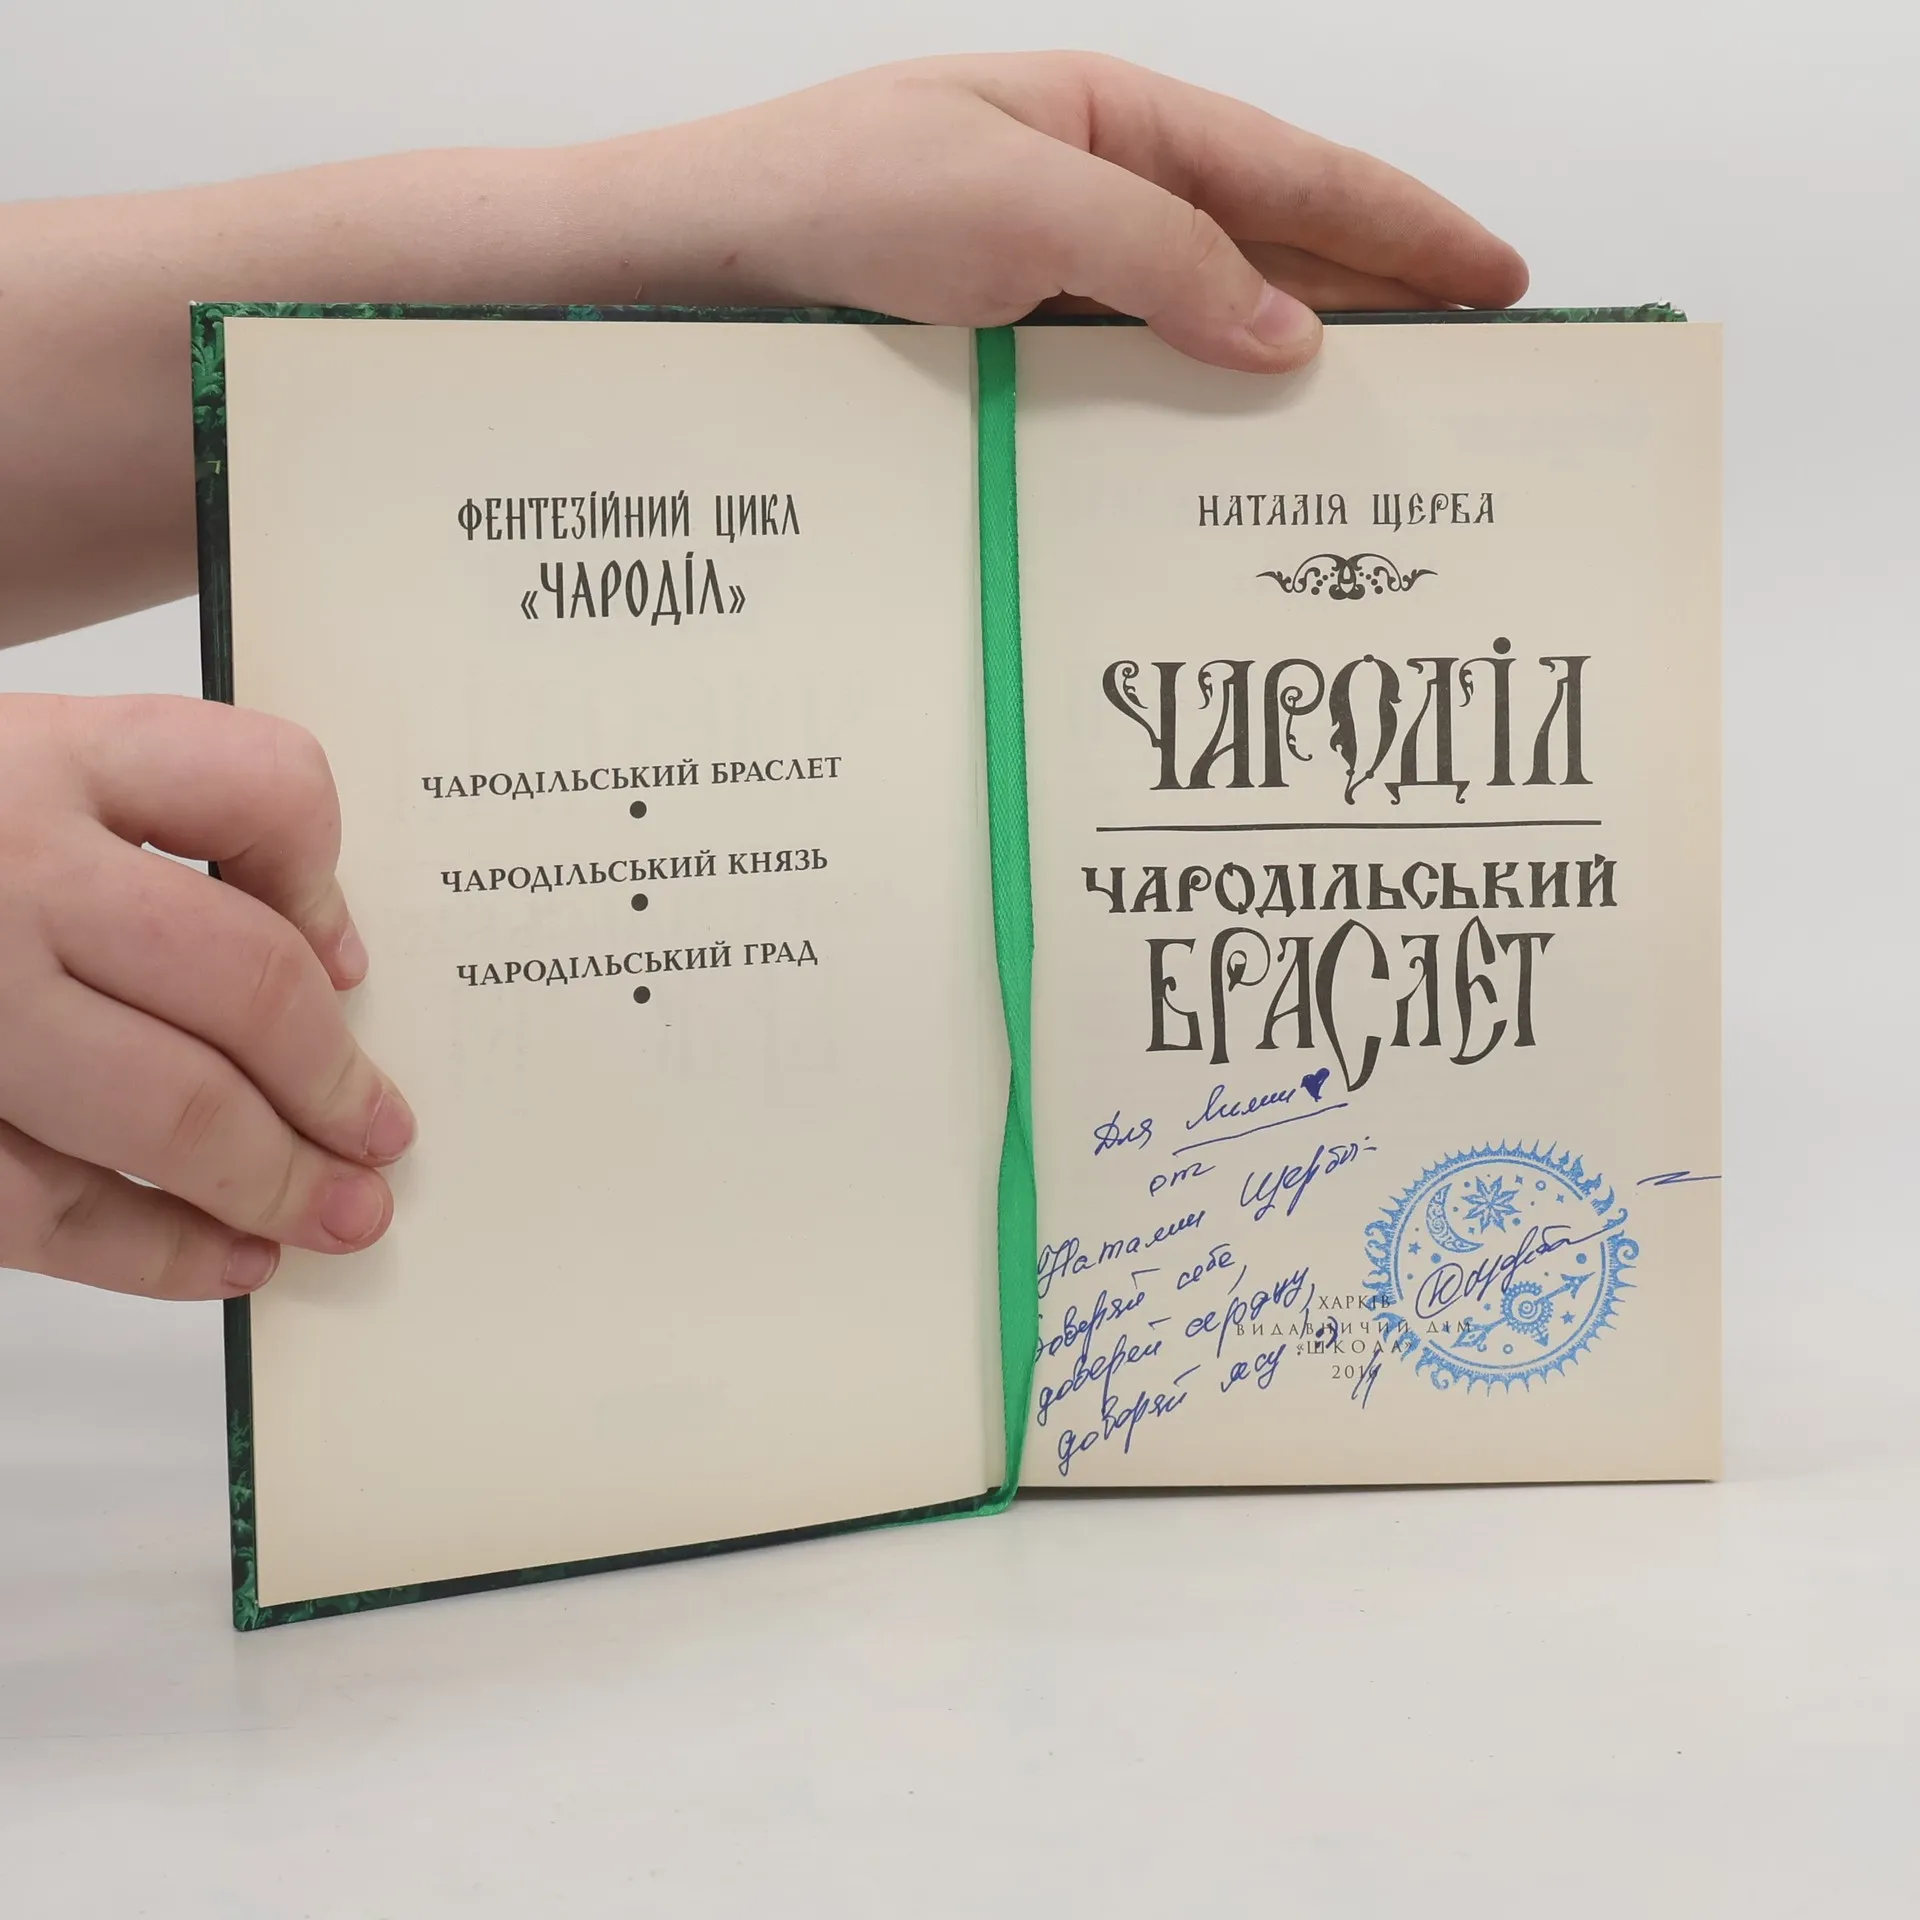 ФЕНТЕЗІЙНИЙ ЦИКЛ
«ЧАРОДІЛ»
ЧАРОДІЛЬСЬКИЙ БРАСЛЕТ
ЧАРОДІЛЬСЬКИЙ КНЯЗЬ
ЧАРОДІЛЬСЬКИЙ ГРАД
НАТАЛІЯ ЩЕРБА
ЧАРОДІЛ
ЧАРОДІЛЬСЬКИЙ
БРАСЛЕТ
Для
от
Натальи Щербы
доверяй себе,
доверяй сердцу,
доверяй
ХАРКІВ
ВИДАВНИЧИЙ ДІМ
«ШКОЛА»